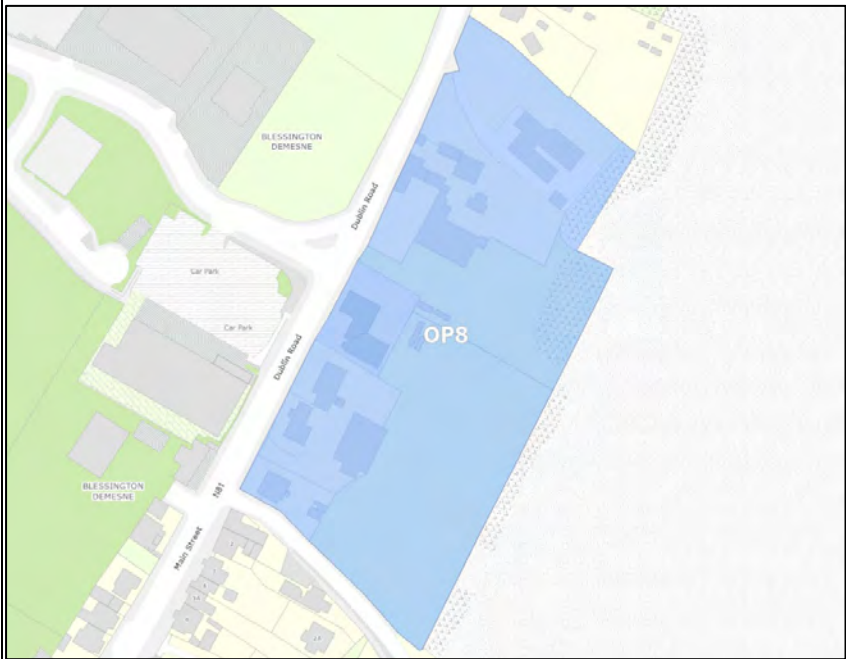 BLESSINGTON
DEMESNE
Dublin Road
Car Park
Car Park
OP8
Dublin Road
BLESSINGTON
DEMESNE
N81
Main Street